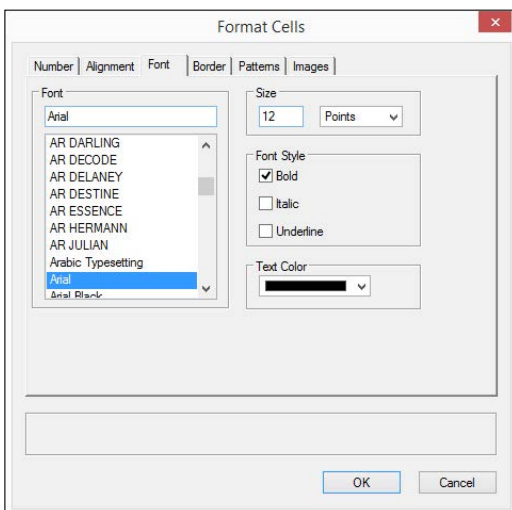 Format Cells
Number Alignment Font Border Patterns Images
Font
Arial
AR DARLING
AR DECODE
AR DELANEY
AR DESTINE
AR ESSENCE
AR HERMANN
AR JULIAN
Arabic Typesetting
Arial
Arial Black
Size
12 Points
Font Style
Bold
Italic
Underline
Text Color
OK Cancel